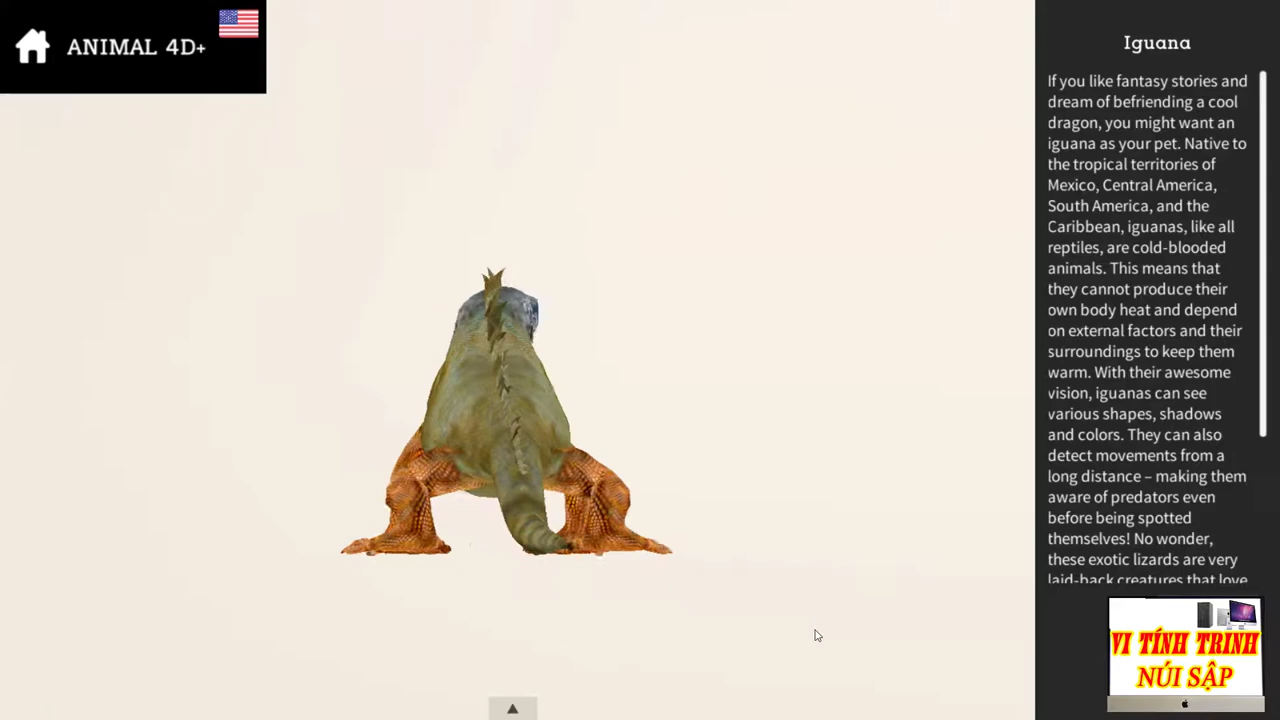 ANIMAL 4D+
Iguana
If you like fantasy stories and
dream of befriending a cool
dragon, you might want an
iguana as your pet. Native to
the tropical territories of
Mexico, Central America,
South America, and the
Caribbean, iguanas, like all
reptiles, are cold-blooded
animals. This means that
they cannot produce their
own body heat and depend
on external factors and their
surroundings to keep them
warm. With their awesome
vision, iguanas can see
various shapes, shadows
and colors. They can also
detect movements from a
long distance – making them
aware of predators even
before being spotted
themselves! No wonder,
these exotic lizards are very
laid-back creatures that love
VI TÍNH TRINH
NÚI SẬP